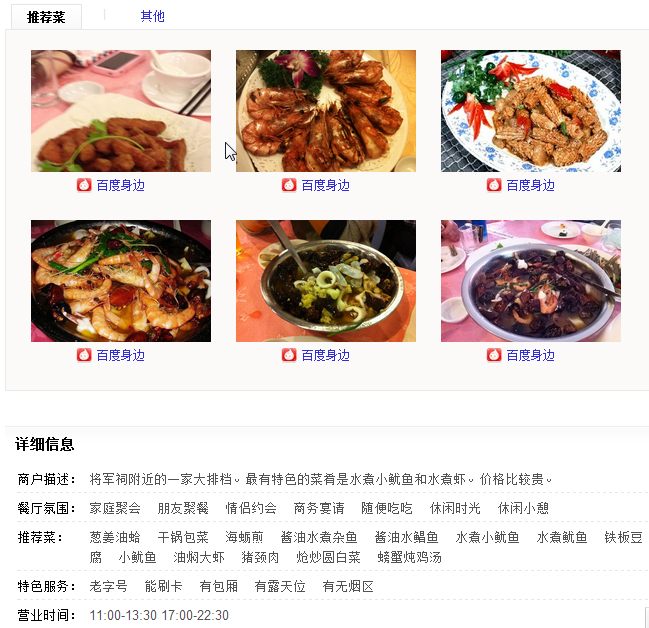 推荐菜 其他
百度身边 百度身边 百度身边
百度身边 百度身边 百度身边
详细信息
商户描述： 将军祠附近的一家大排档。最有特色的菜肴是水煮小鱿鱼和水煮虾。价格比较贵。
餐厅氛围： 家庭聚会 朋友聚餐 情侣约会 商务宴请 随便吃吃 休闲时光 休闲小憩
推荐菜： 葱姜油蛤 干锅包菜 海蛎煎 酱油水煮杂鱼 酱油水鲳鱼 水煮小鱿鱼 水煮鱿鱼 铁板豆
腐 小鱿鱼 油焖大虾 猪颈肉 炝炒圆白菜 螃蟹炖鸡汤
特色服务： 老字号 能刷卡 有包厢 有露天位 有无烟区
营业时间： 11:00-13:30 17:00-22:30